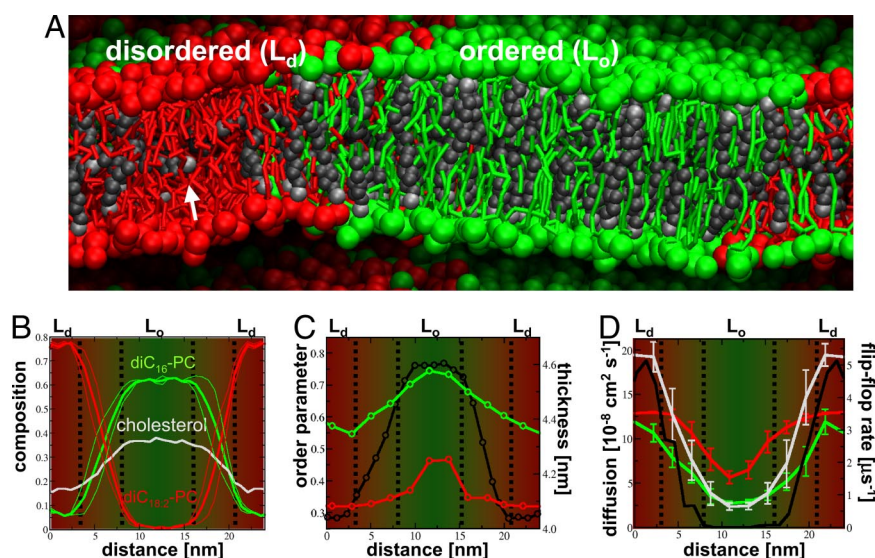 A
disordered (Ld)
ordered (Lo)
B
Ld
Lo
Ld
composition
0.8
0.7
0.6
0.5
0.4
0.3
0.2
0.1
0
diC16-PC
cholesterol
diC18:2-PC
0
5
10
15
20
distance [nm]
C
Ld
Lo
Ld
order parameter
0.8
0.7
0.6
0.5
0.4
0.3
thickness [nm]
4.6
4.4
4.2
4.0
0
5
10
15
20
distance [nm]
D
Lo
Ld
diffusion [10-8 cm2 s-1]
20
15
10
5
0
flip-flop rate [μs-1]
5
4
3
2
1
0
0
5
10
15
20
distance [nm]